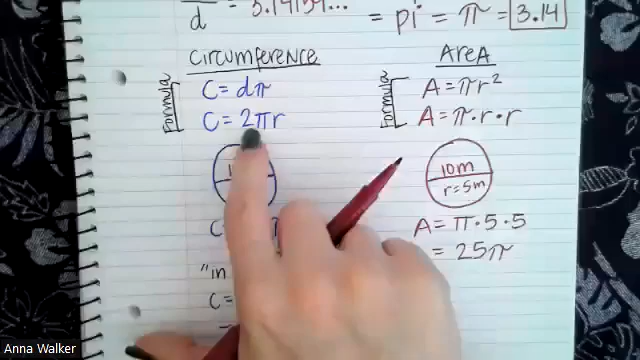 d = 3.14159...
= pi = π = 3.14
Circumference
Formula
C = dπ
C = 2πr
C =
"in
C =
Area
Formula
A = πr²
A = π · r · r
10m
r = 5m
A = π · 5 · 5
= 25π
Anna Walker